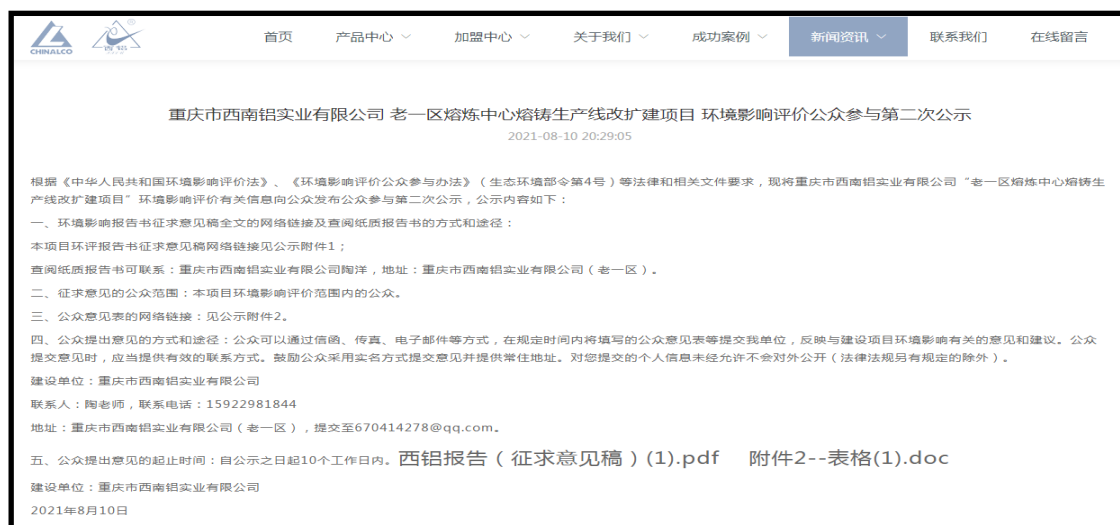 CHINALCO
首页 产品中心 加盟中心 关于我们 成功案例 新闻资讯 联系我们 在线留言
重庆市西南铝实业有限公司 老一区熔炼中心熔铸生产线改扩建项目 环境影响评价公众参与第二次公示
2021-08-10 20:29:05
根据《中华人民共和国环境影响评价法》、《环境影响评价公众参与办法》（生态环境部令第4号）等法律和相关文件要求，现将重庆市西南铝实业有限公司“老一区熔炼中心熔铸生
产线改扩建项目”环境影响评价有关信息向公众发布公众参与第二次公示，公示内容如下：
一、环境影响报告书征求意见稿全文的网络链接及查阅纸质报告书的方式和途径：
本项目环评报告书征求意见稿网络链接见公示附件1；
查阅纸质报告书可联系：重庆市西南铝实业有限公司陶洋，地址：重庆市西南铝实业有限公司（老一区）。
二、征求意见的公众范围：本项目环境影响评价范围内的公众。
三、公众意见表的网络链接：见公示附件2。
四、公众提出意见的方式和途径：公众可以通过信函、传真、电子邮件等方式，在规定时间内将填写的公众意见表等提交我单位，反映与建设项目环境影响有关的意见和建议。公众
提交意见时，应当提供有效的联系方式。鼓励公众采用实名方式提交意见并提供常住地址。对您提交的个人信息未经允许不会对外公开（法律法规另有规定的除外）。
建设单位：重庆市西南铝实业有限公司
联系人：陶老师，联系电话：15922981844
地址：重庆市西南铝实业有限公司（老一区），提交至670414278@qq.com。
五、公众提出意见的起止时间：自公示之日起10个工作日内。西铝报告（征求意见稿）(1).pdf 附件2--表格(1).doc
建设单位：重庆市西南铝实业有限公司
2021年8月10日